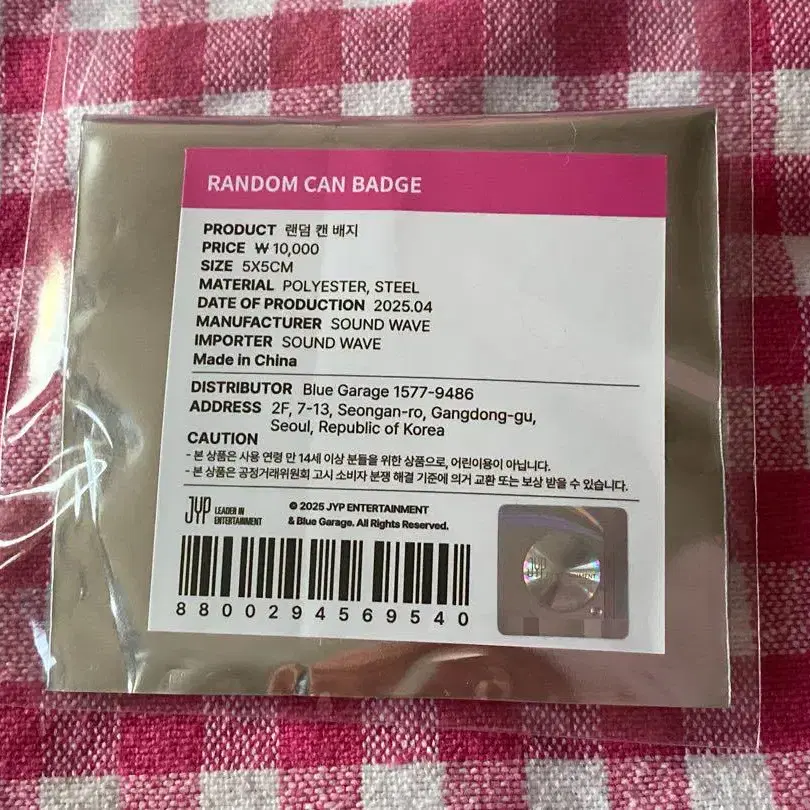 RANDOM CAN BADGE
PRODUCT 랜덤 캔 배지
PRICE ₩ 10,000
SIZE 5X5CM
MATERIAL POLYESTER, STEEL
DATE OF PRODUCTION 2025.04
MANUFACTURER SOUND WAVE
IMPORTER SOUND WAVE
Made in China
DISTRIBUTOR Blue Garage 1577-9486
ADDRESS 2F, 7-13, Seongan-ro, Gangdong-gu,
Seoul, Republic of Korea
CAUTION
- 본 상품은 사용 연령 만 14세 이상 분들을 위한 상품으로, 어린이용이 아닙니다.
- 본 상품은 공정거래위원회 고시 소비자 분쟁 해결 기준에 의거 교환 또는 보상 받을 수 있습니다.
JYP LEADER IN
ENTERTAINMENT
© 2025 JYP ENTERTAINMENT
& Blue Garage. All Rights Reserved.
8800294569540
JYP